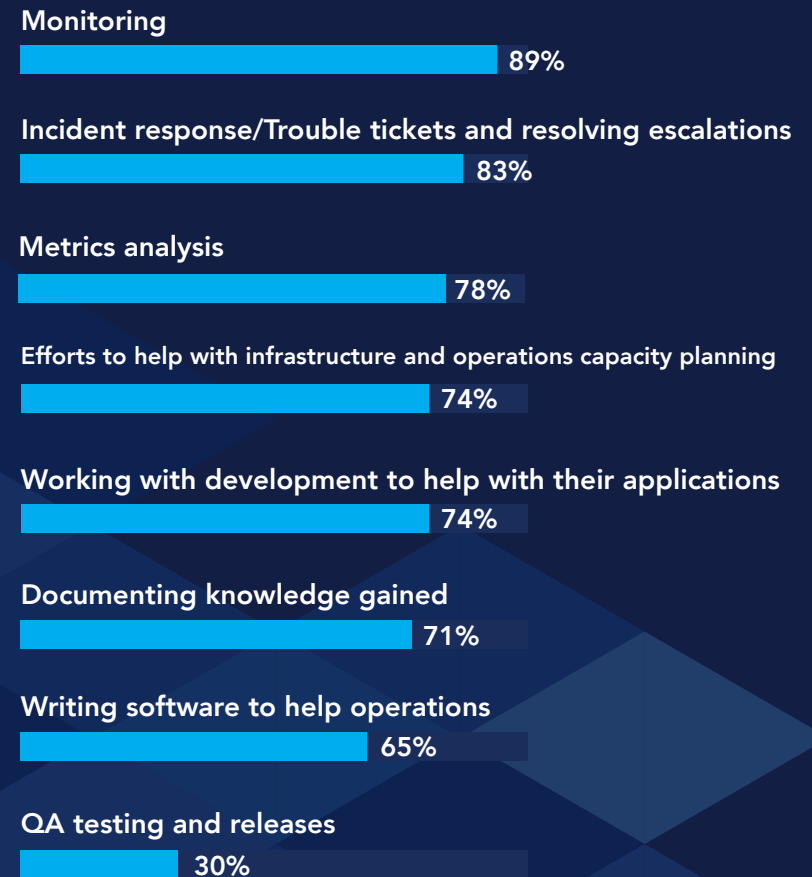 Monitoring
89%
Incident response/Trouble tickets and resolving escalations
83%
Metrics analysis
78%
Efforts to help with infrastructure and operations capacity planning
74%
Working with development to help with their applications
74%
Documenting knowledge gained
71%
Writing software to help operations
65%
QA testing and releases
30%